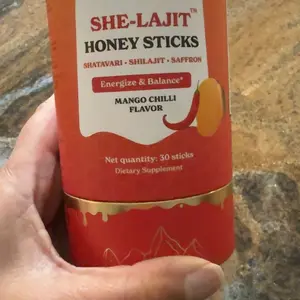 SHE-LAJIT™
HONEY STICKS
SHATAVARI • SHILAJIT • SAFFRON
Energize & Balance*
MANGO CHILLI
FLAVOR
Net quantity: 30 sticks
Dietary Supplement